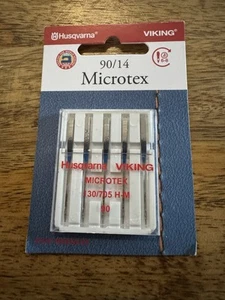 Husqvarna VIKING
90/14
Microtex
Husqvarna VIKING
MICROTEX
130/705 H-M
90